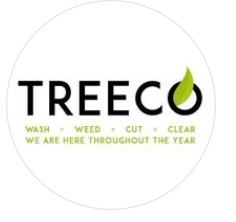 TREECO
WASH - WEED - CUT - CLEAR
WE ARE HERE THROUGHOUT THE YEAR